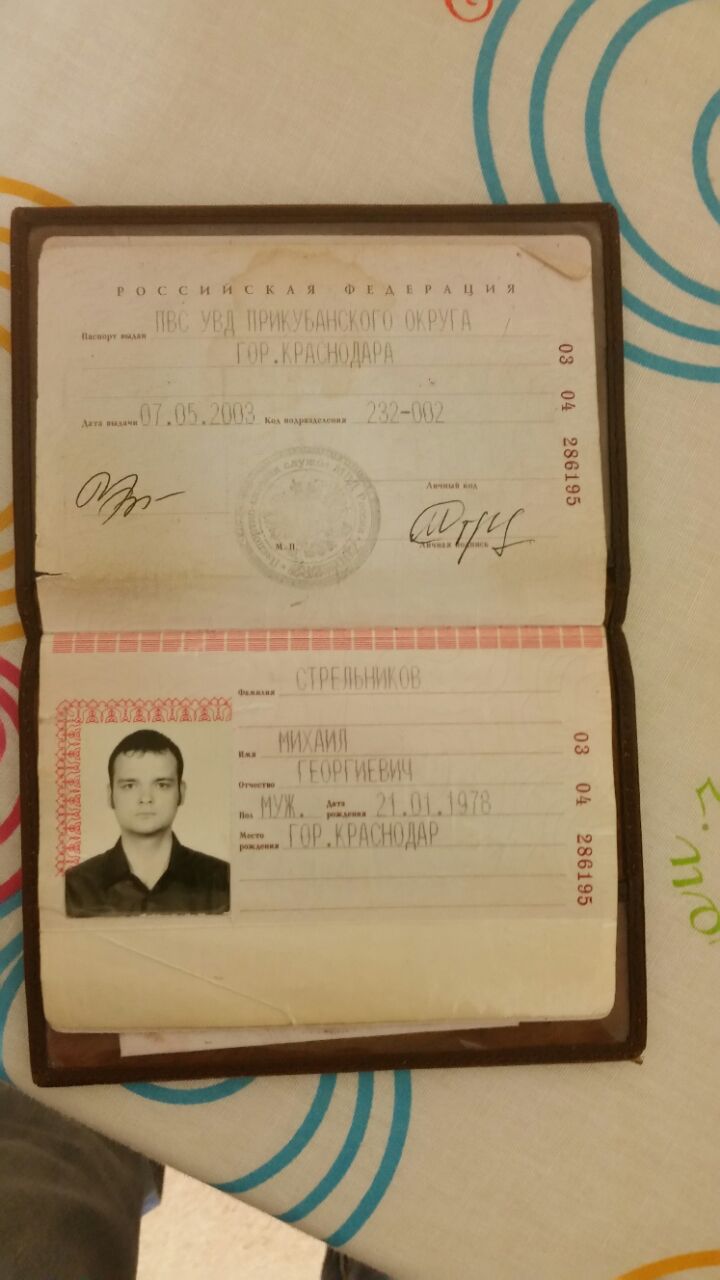 РОССИЙСКАЯ ФЕДЕРАЦИЯ
Паспорт выдан ПВС УВД ПРИКУБАНСКОГО ОКРУГА
ГОР.КРАСНОДАРА
Дата выдачи 07.05.2003 Код подразделения 232-002
03 04 286195
Личный код
М.П.
Личная подпись
Фамилия СТРЕЛЬНИКОВ
Имя МИХАИЛ
Отчество ГЕОРГИЕВИЧ
Пол МУЖ. Дата рождения 21.01.1978
Место рождения ГОР.КРАСНОДАР
03 04 286195